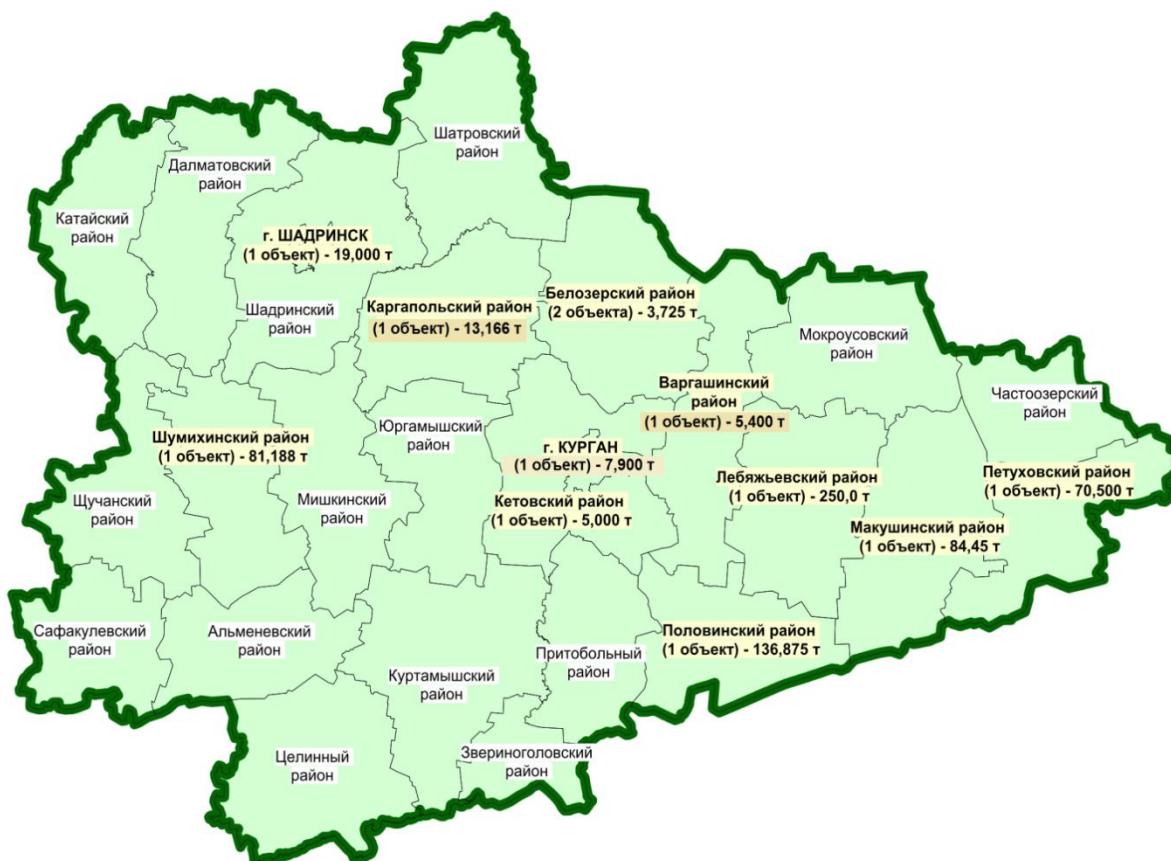 Шатровский
район
Далматовский
район
Катайский
район
г. ШАДРИНСК
(1 объект) - 19,000 т
Шадринский
район
Каргапольский район
(1 объект) - 13,166 т
Белозерский район
(2 объекта) - 3,725 т
Мокроусовский
район
Частоозерский
район
Варгашинский
район
(1 объект) - 5,400 т
Юргамышский
район
Шумихинский район
(1 объект) - 81,188 т
г. КУРГАН
(1 объект) - 7,900 т
Кетовский район
(1 объект) - 5,000 т
Лебяжьевский район
(1 объект) - 250,0 т
Петуховский район
(1 объект) - 70,500 т
Щучанский
район
Мишкинский
район
Макушинский район
(1 объект) - 84,45 т
Сафакулевский
район
Альменевский
район
Половинский район
(1 объект) - 136,875 т
Притобольный
район
Куртамышский
район
Целинный
район
Звериноголовский
район